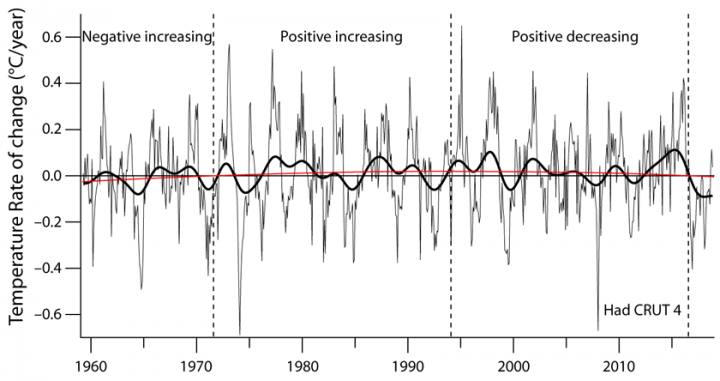 Negative increasing
Positive increasing
Positive decreasing
Temperature Rate of change (°C/year)
0.6
0.4
0.2
0.0
−0.2
−0.4
−0.6
Had CRUT 4
1960
1970
1980
1990
2000
2010